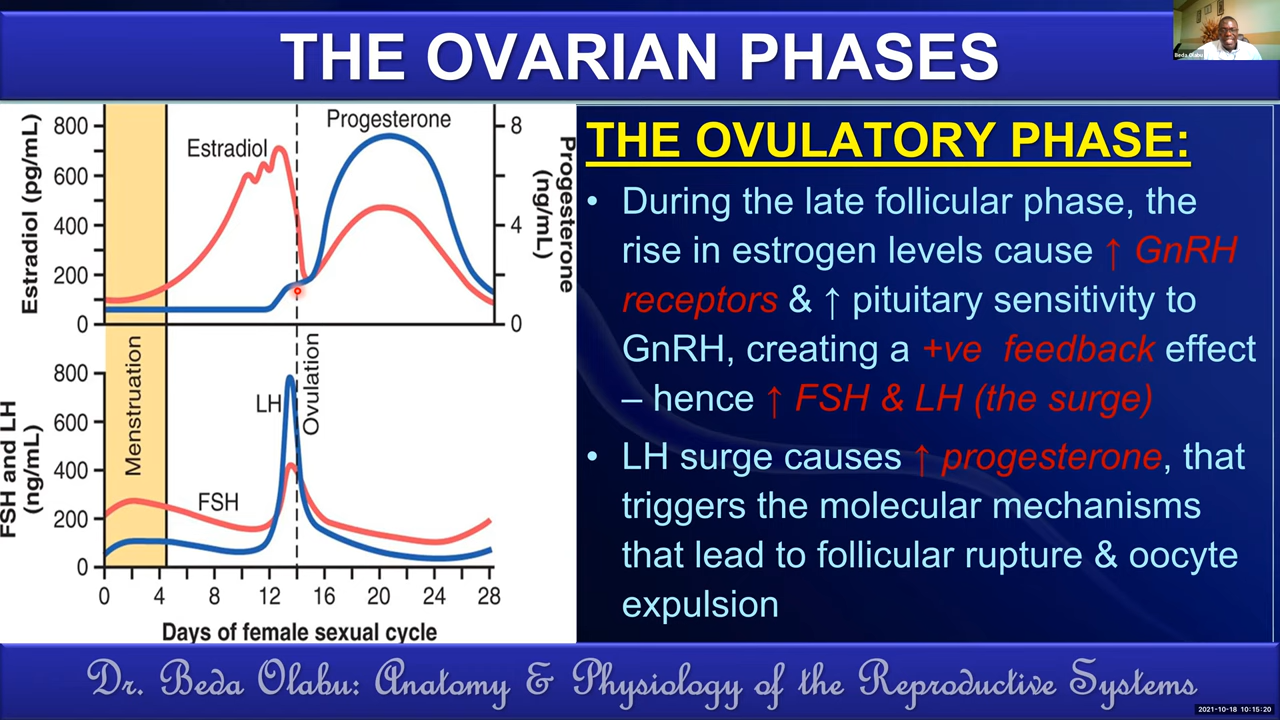 THE OVARIAN PHASES
Beda Olabu
Estradiol (pg/mL)
800
600
400
200
0
Estradiol
Progesterone
8
4
0
Progesterone
(ng/mL)
FSH and LH
(ng/mL)
800
600
400
200
0
Menstruation
LH
Ovulation
FSH
0 4 8 12 16 20 24 28
Days of female sexual cycle
THE OVULATORY PHASE:
• During the late follicular phase, the
rise in estrogen levels cause ↑ GnRH
receptors & ↑ pituitary sensitivity to
GnRH, creating a +ve feedback effect
– hence ↑ FSH & LH (the surge)
• LH surge causes ↑ progesterone, that
triggers the molecular mechanisms
that lead to follicular rupture & oocyte
expulsion
Dr. Beda Olabu: Anatomy & Physiology of the Reproductive Systems
2021-10-18 10:15:20